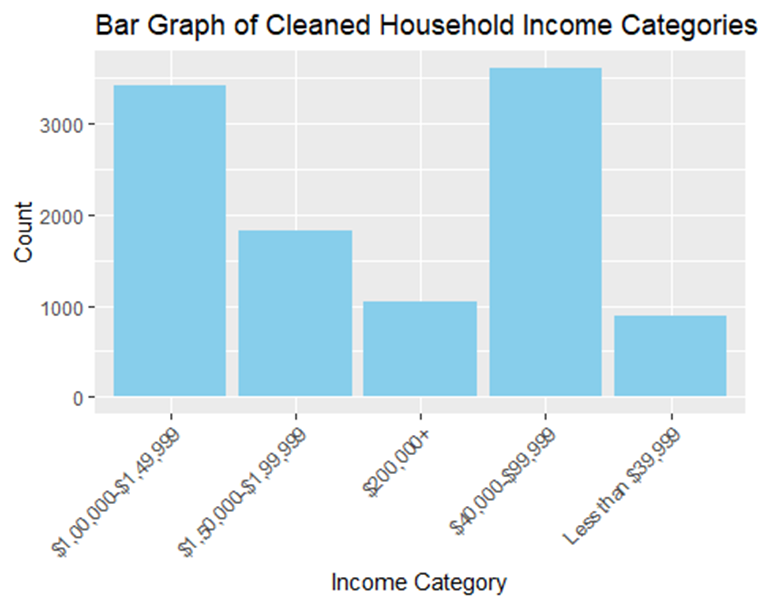 Bar Graph of Cleaned Household Income Categories
Count
3000
2000
1000
0
$1,00,000-$1,49,999
$1,50,000-$1,99,999
$200,000+
$40,000-$99,999
Less than $39,999
Income Category